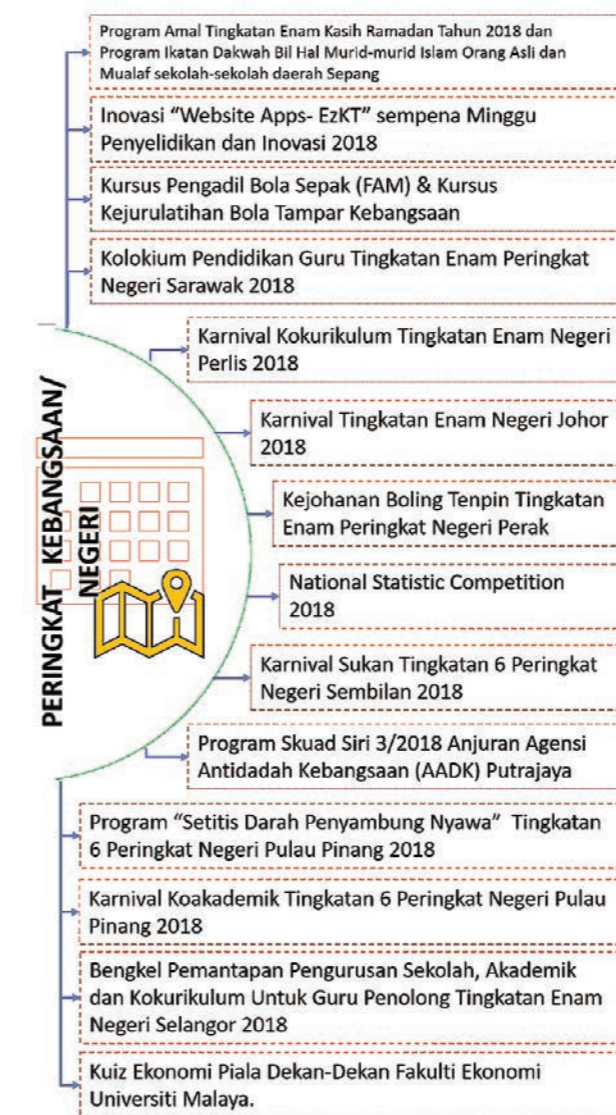 Program Amal Tingkatan Enam Kasih Ramadan Tahun 2018 dan
Program Ikatan Dakwah Bil Hal Murid-murid Islam Orang Asli dan
Mualaf sekolah-sekolah daerah Sepang
Inovasi “Website Apps- EzKT” sempena Minggu
Penyelidikan dan Inovasi 2018
Kursus Pengadil Bola Sepak (FAM) & Kursus
Kejurulatihan Bola Tampar Kebangsaan
Kolokium Pendidikan Guru Tingkatan Enam Peringkat
Negeri Sarawak 2018
Karnival Kokurikulum Tingkatan Enam Negeri
Perlis 2018
PERINGKAT KEBANGSAAN/
NEGERI
Karnival Tingkatan Enam Negeri Johor
2018
Kejohanan Boling Tenpin Tingkatan
Enam Peringkat Negeri Perak
National Statistic Competition
2018
Karnival Sukan Tingkatan 6 Peringkat
Negeri Sembilan 2018
Program Skuad Siri 3/2018 Anjuran Agensi
Antidadah Kebangsaan (AADK) Putrajaya
Program “Setitis Darah Penyambung Nyawa” Tingkatan
6 Peringkat Negeri Pulau Pinang 2018
Karnival Koakademik Tingkatan 6 Peringkat Negeri Pulau
Pinang 2018
Bengkel Pemantapan Pengurusan Sekolah, Akademik
dan Kokurikulum Untuk Guru Penolong Tingkatan Enam
Negeri Selangor 2018
Kuiz Ekonomi Piala Dekan-Dekan Fakulti Ekonomi
Universiti Malaya.